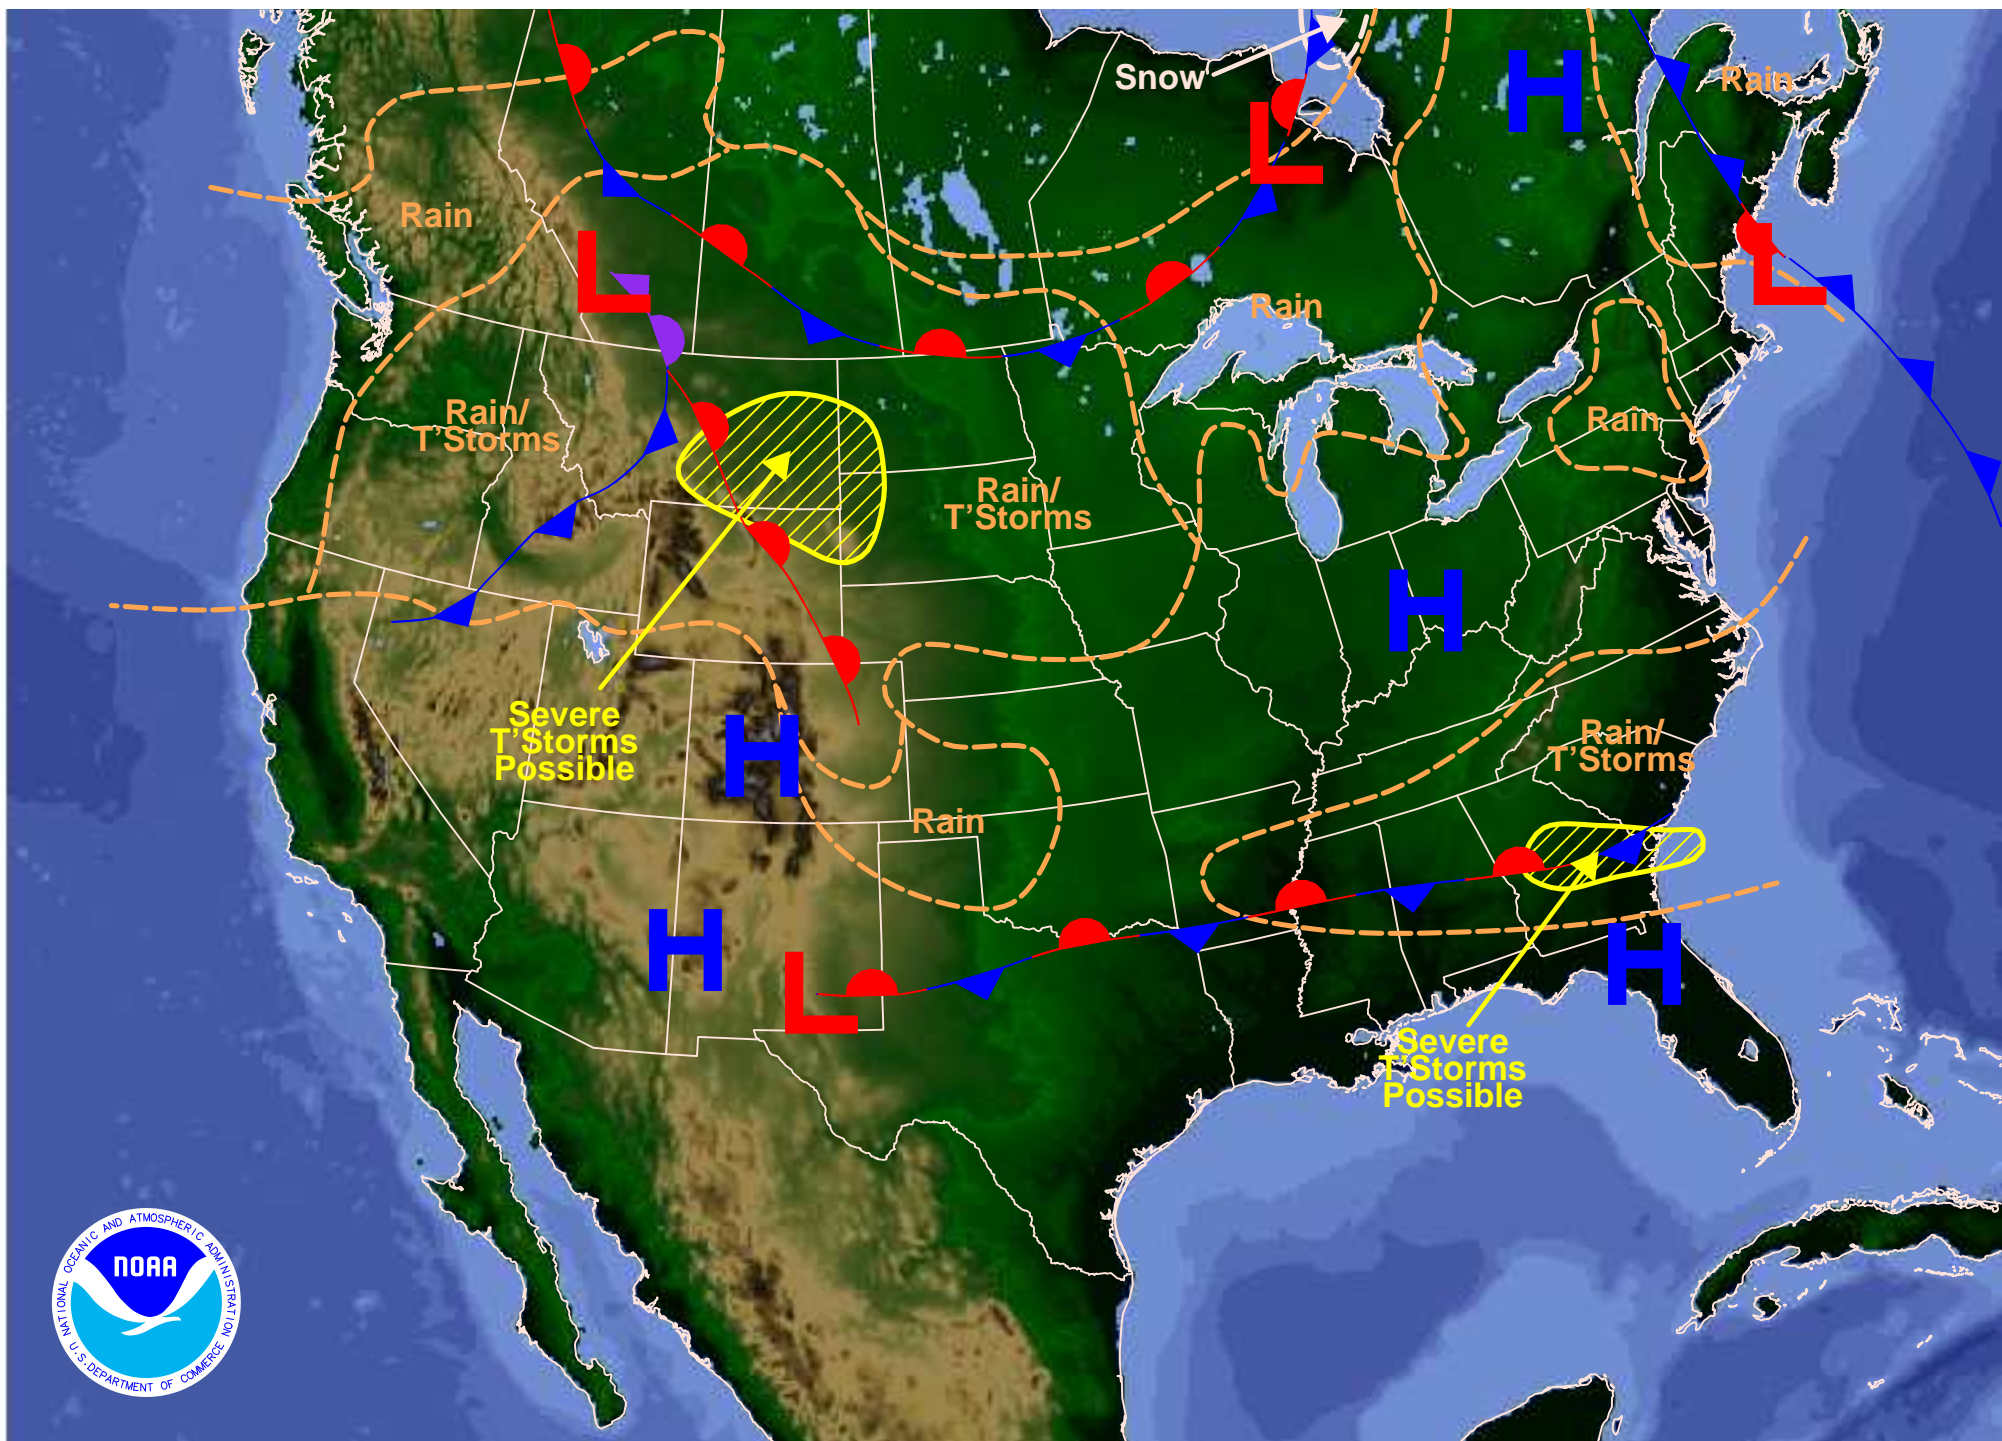 Snow
Rain
H
L
Rain
L
Rain
L
Rain/
T'Storms
Rain
Rain/
T'Storms
H
Severe
T'Storms
Possible
H
Rain/
T'Storms
Rain
H
L
H
Severe
T'Storms
Possible
NATIONAL OCEANIC AND ATMOSPHERIC ADMINISTRATION
NOAA
U.S. DEPARTMENT OF COMMERCE